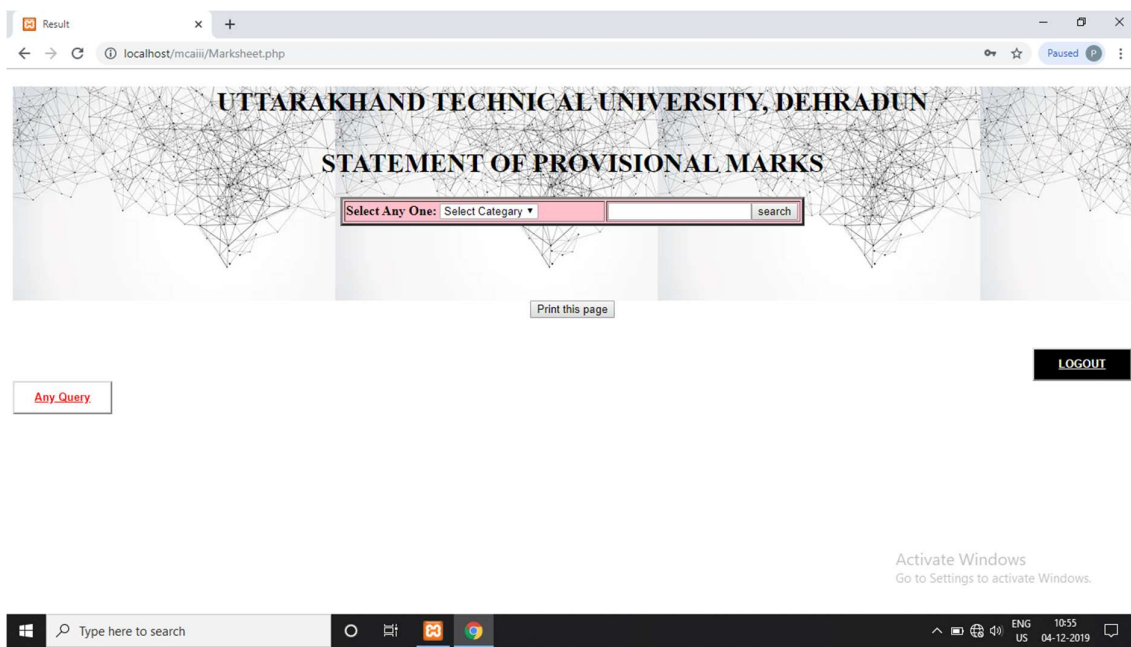 Result
localhost/mcaiii/Marksheet.php
Paused P
UTTARAKHAND TECHNICAL UNIVERSITY, DEHRADUN
STATEMENT OF PROVISIONAL MARKS
Select Any One: Select Categary search
Print this page
LOGOUT
Any Query
Activate Windows
Go to Settings to activate Windows.
Type here to search
ENG 10:55
US 04-12-2019